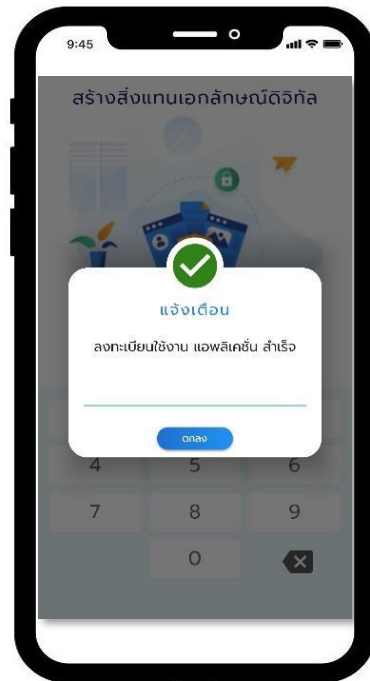 9:45
สร้างสิ่งแทนเอกลักษณ์ดิจิทัล
แจ้งเตือน
ลงทะเบียนใช้งาน แอพลิเคชั่น สำเร็จ
ตกลง
4 5 6
7 8 9
0